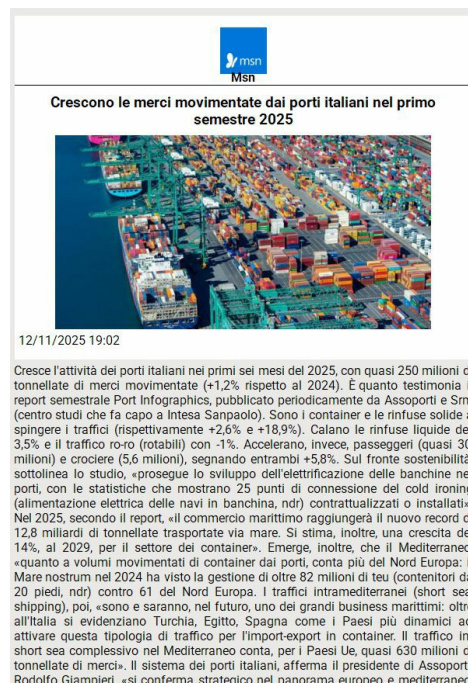 msn
Msn
Crescono le merci movimentate dai porti italiani nel primo
semestre 2025
12/11/2025 19:02
Cresce l'attività dei porti italiani nei primi sei mesi del 2025, con quasi 250 milioni d
tonnellate di merci movimentate (+1,2% rispetto al 2024). È quanto testimonia i
report semestrale Port Infographics, pubblicato periodicamente da Assoporti e Srm
(centro studi che fa capo a Intesa Sanpaolo). Sono i container e le rinfuse solide a
spingere i traffici (rispettivamente +2,6% e +18,9%). Calano le rinfuse liquide del
3,5% e il traffico ro-ro (rotabili) con -1%. Accelerano, invece, passeggeri (quasi 30
milioni) e crociere (5,6 milioni), segnando entrambi +5,8%. Sul fronte sostenibilità
sottolinea lo studio, «prosegue lo sviluppo dell'elettrificazione delle banchine nei
porti, con le statistiche che mostrano 25 punti di connessione del cold ironing
(alimentazione elettrica delle navi in banchina, ndr) contrattualizzati o installati»
Nel 2025, secondo il report, «il commercio marittimo raggiungerà il nuovo record d
12,8 miliardi di tonnellate trasportate via mare. Si stima, inoltre, una crescita del
14%, al 2029, per il settore dei container». Emerge, inoltre, che il Mediterraneo
«quanto a volumi movimentati di container dai porti, conta più del Nord Europa: i
Mare nostrum nel 2024 ha visto la gestione di oltre 82 milioni di teu (contenitori da
20 piedi, ndr) contro 61 del Nord Europa. I traffici intramediterranei (short sea
shipping), poi, «sono e saranno, nel futuro, uno dei grandi business marittimi: oltre
all'Italia si evidenziano Turchia, Egitto, Spagna come i Paesi più dinamici ad
attivare questa tipologia di traffico per l'import-export in container. Il traffico in
short sea complessivo nel Mediterraneo conta, per i Paesi Ue, quasi 630 milioni d
tonnellate di merci». Il sistema dei porti italiani, afferma il presidente di Assoporti
Rodolfo Giampieri, «si conferma strategico nel panorama europeo e mediterraneo